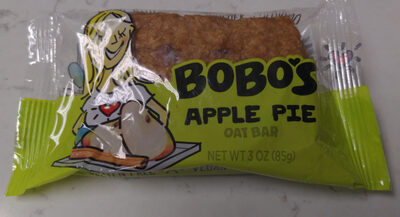 BOBO'S
APPLE PIE
OAT BAR
NET WT 3 OZ (85g)